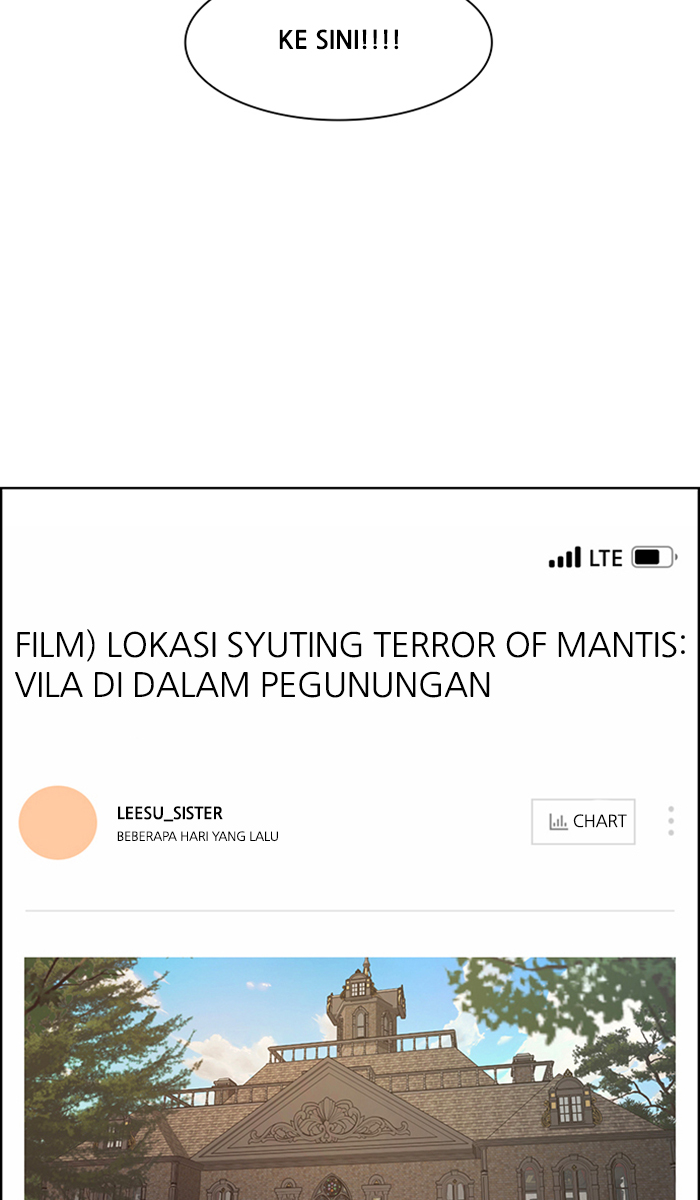 KE SINI!!!!
LTE
FILM) LOKASI SYUTING TERROR OF MANTIS:
VILA DI DALAM PEGUNUNGAN
LEESU_SISTER
BEBERAPA HARI YANG LALU
CHART